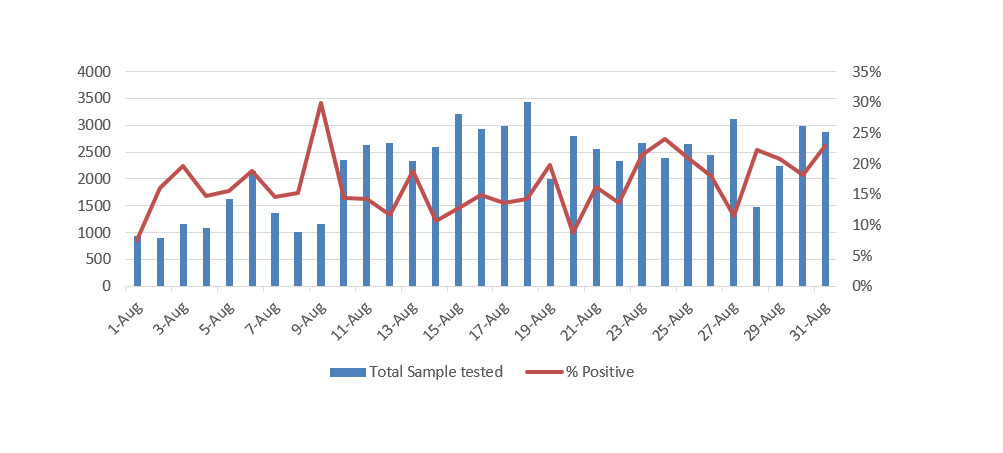 4000
3500
3000
2500
2000
1500
1000
500
0
35%
30%
25%
20%
15%
10%
5%
0%
1-Aug
3-Aug
5-Aug
7-Aug
9-Aug
11-Aug
13-Aug
15-Aug
17-Aug
19-Aug
21-Aug
23-Aug
25-Aug
27-Aug
29-Aug
31-Aug
Total Sample tested
% Positive